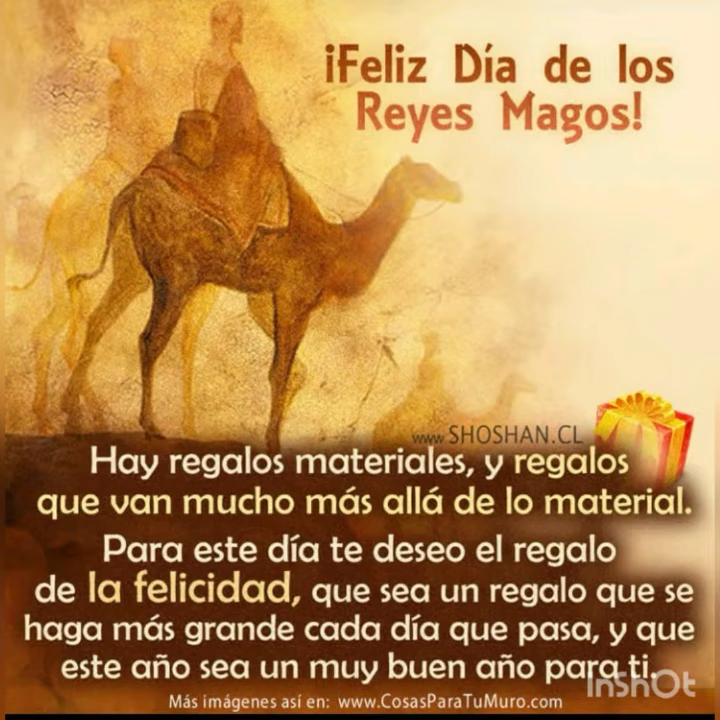 ¡Feliz Día de los
Reyes Magos!
www.SHOSHAN.CL
Hay regalos materiales, y regalos
que van mucho más allá de lo material.
Para este día te deseo el regalo
de la felicidad, que sea un regalo que se
haga más grande cada día que pasa, y que
este año sea un muy buen año para ti.
InshOt
Más imágenes así en: www.CosasParaTuMuro.com